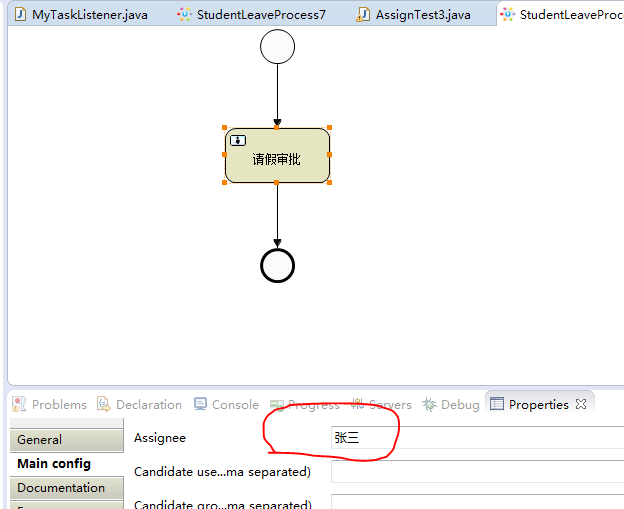 MyTaskListener.java StudentLeaveProcess7 AssignTest3.java StudentLeaveProc
请假审批
Problems Declaration Console Progress Servers Debug Properties
General
Assignee 张三
Main config
Candidate use...ma separated)
Documentation
Candidate gro...ma separated)